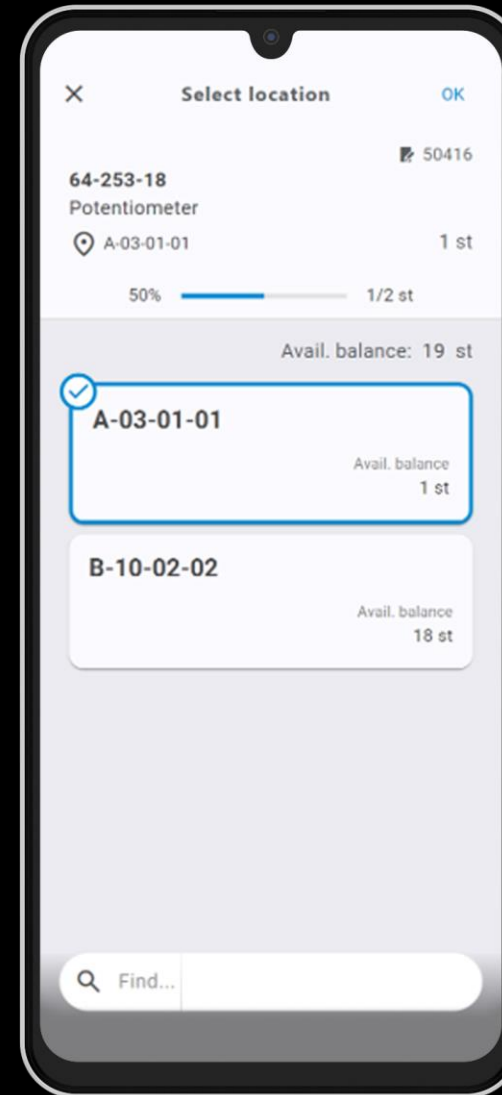 Select location OK
50416
64-253-18
Potentiometer
A-03-01-01 1 st
50% 1/2 st
Avail. balance: 19 st
A-03-01-01
Avail. balance
1 st
B-10-02-02
Avail. balance
18 st
Find...